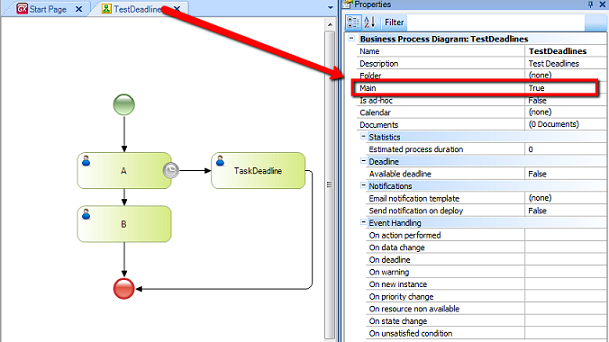 Start Page
TestDeadline
A
TaskDeadline
B
Properties
Filter
Business Process Diagram: TestDeadlines
Name TestDeadlines
Description Test Deadlines
Folder (none)
Main True
Is ad-hoc False
Calendar (none)
Documents (0 Documents)
Statistics
Estimated process duration 0
Deadline
Available deadline False
Notifications
Email notification template (none)
Send notification on deploy False
Event Handling
On action performed
On data change
On deadline
On warning
On new instance
On priority change
On resource non available
On state change
On unsatisfied condition